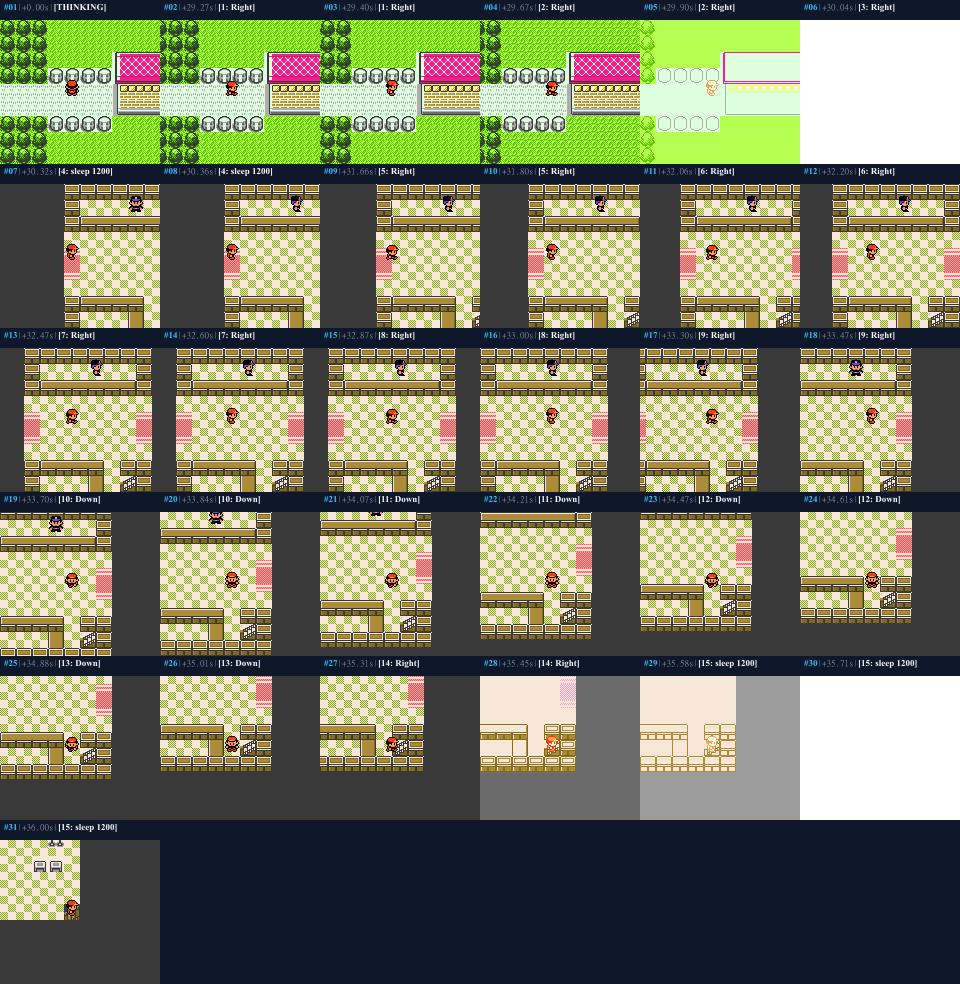 #01|+0.00s|[THINKING]
#02|+29.27s|[1: Right]
#03|+29.40s|[1: Right]
#04|+29.67s|[2: Right]
#05|+29.90s|[2: Right]
#06|+30.04s|[3: Right]
#07|+30.32s|[4: sleep 1200]
#08|+30.36s|[4: sleep 1200]
#09|+31.66s|[5: Right]
#10|+31.80s|[5: Right]
#11|+32.06s|[6: Right]
#12|+32.20s|[6: Right]
#13|+32.47s|[7: Right]
#14|+32.60s|[7: Right]
#15|+32.87s|[8: Right]
#16|+33.00s|[8: Right]
#17|+33.30s|[9: Right]
#18|+33.47s|[9: Right]
#19|+33.70s|[10: Down]
#20|+33.84s|[10: Down]
#21|+34.07s|[11: Down]
#22|+34.21s|[11: Down]
#23|+34.47s|[12: Down]
#24|+34.61s|[12: Down]
#25|+34.88s|[13: Down]
#26|+35.01s|[13: Down]
#27|+35.31s|[14: Right]
#28|+35.45s|[14: Right]
#29|+35.58s|[15: sleep 1200]
#30|+35.71s|[15: sleep 1200]
#31|+36.00s|[15: sleep 1200]